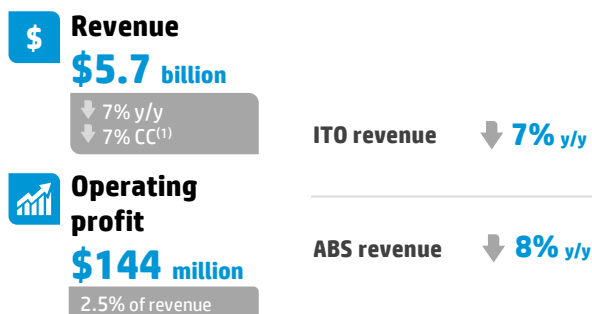 $
Revenue
$5.7 billion
7% y/y
7% CC(1)
Operating
profit
$144 million
2.5% of revenue
ITO revenue 7% y/y
ABS revenue 8% y/y